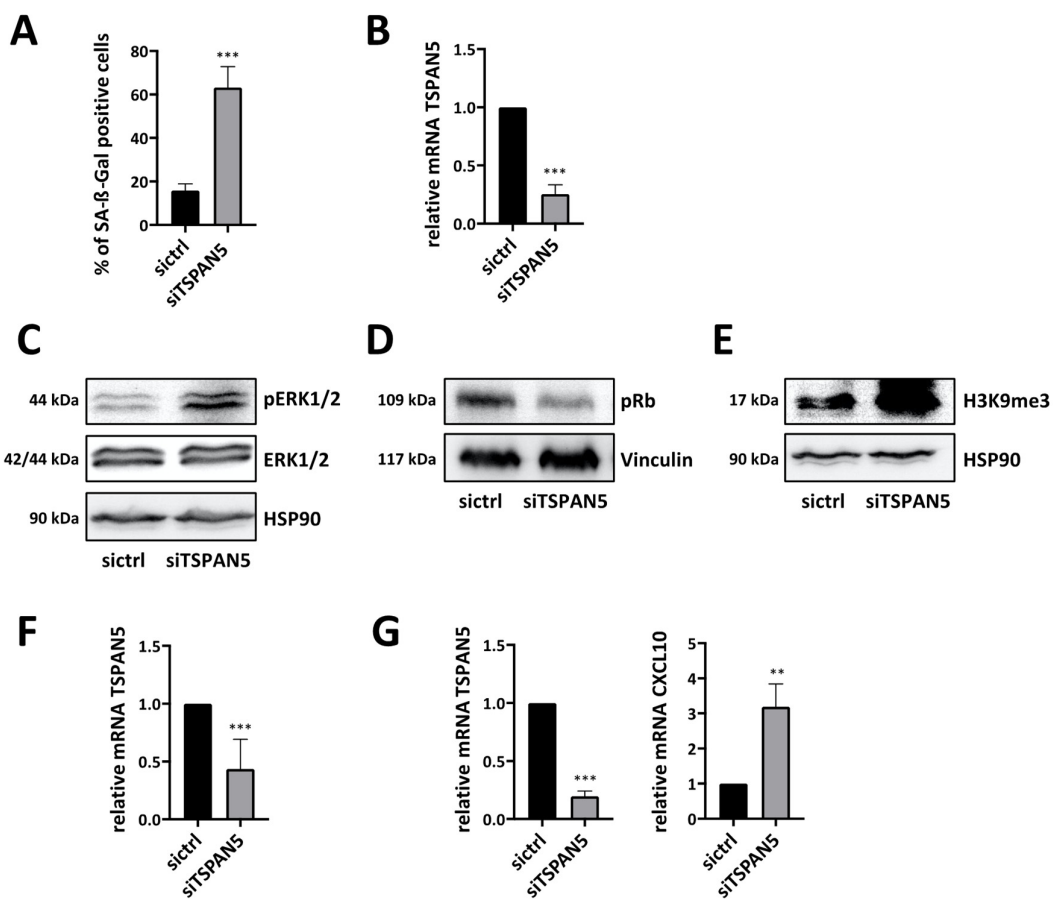 A
% of SA-ß-Gal positive cells
80
60
40
20
0
***
sictrl
siTSPAN5
B
relative mRNA TSPAN5
1.5
1.0
0.5
0.0
***
sictrl
siTSPAN5
C
44 kDa
pERK1/2
42/44 kDa
ERK1/2
90 kDa
HSP90
sictrl siTSPAN5
D
109 kDa
pRb
117 kDa
Vinculin
sictrl siTSPAN5
E
17 kDa
H3K9me3
90 kDa
HSP90
sictrl siTSPAN5
F
relative mRNA TSPAN5
1.5
1.0
0.5
0.0
***
sictrl
siTSPAN5
G
relative mRNA TSPAN5
1.5
1.0
0.5
0.0
***
sictrl
siTSPAN5
relative mRNA CXCL10
5
4
3
2
1
0
**
sictrl
siTSPAN5